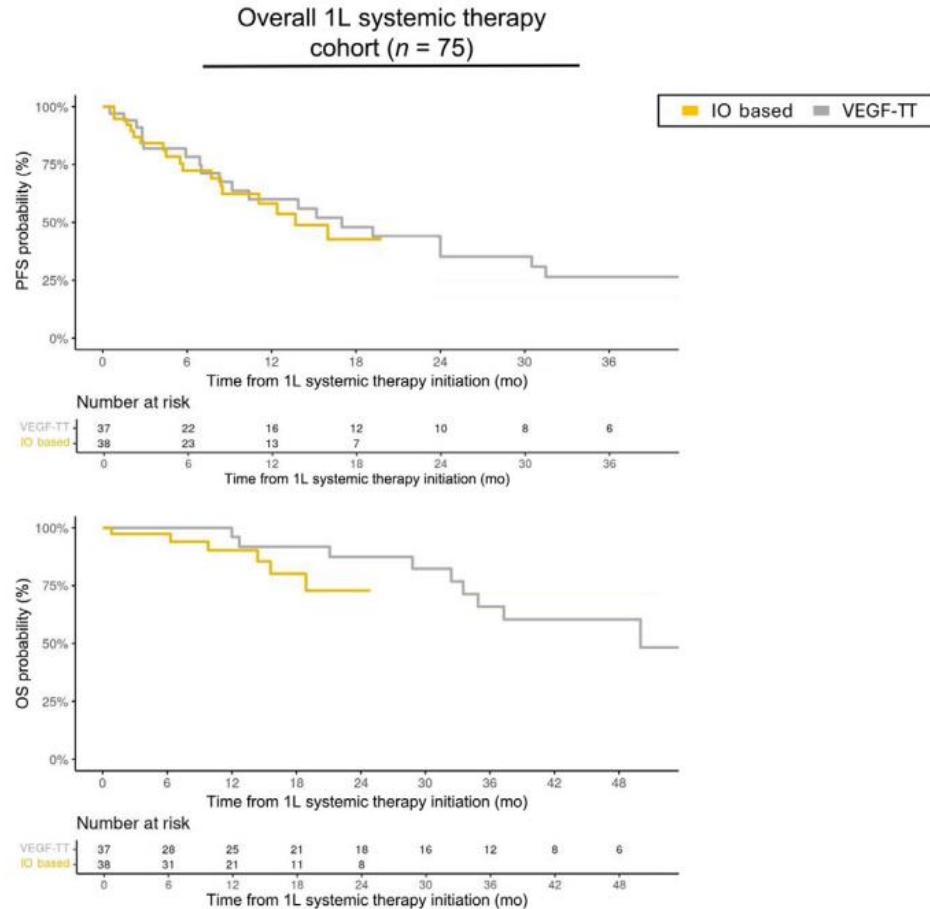 Overall 1L systemic therapy
cohort (n = 75)
IO based VEGF-TT
PFS probability (%)
100%
75%
50%
25%
0%
0 6 12 18 24 30 36
Time from 1L systemic therapy initiation (mo)
Number at risk
VEGF-TT 37 22 16 12 10 8 6
IO based 38 23 13 7
0 6 12 18 24 30 36
Time from 1L systemic therapy initiation (mo)
OS probability (%)
100%
75%
50%
25%
0%
0 6 12 18 24 30 36 42 48
Time from 1L systemic therapy initiation (mo)
Number at risk
VEGF-TT 37 28 25 21 18 16 12 8 6
IO based 38 31 21 11 8
0 6 12 18 24 30 36 42 48
Time from 1L systemic therapy initiation (mo)